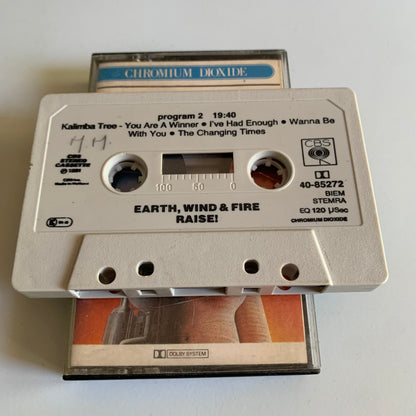 CHROMIUM DIOXIDE
program 2 19:40
Kalimba Tree - You Are A Winner • I've Had Enough • Wanna Be
With You • The Changing Times
H.H.
CBS
STEREO
CASSETTE
CBS
40-85272
BIEM
STEMRA
EQ 120 μSec
CHROMIUM DIOXIDE
100 50 0
EARTH, WIND & FIRE
RAISE!
DOLBY SYSTEM